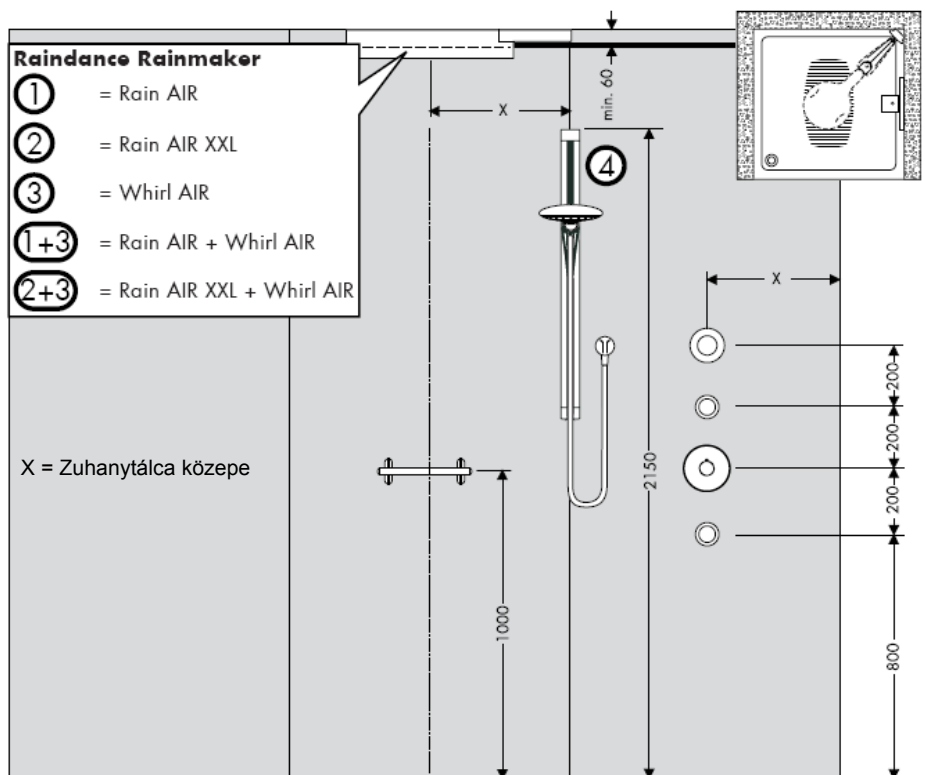 Raindance Rainmaker
1 = Rain AIR
2 = Rain AIR XXL
3 = Whirl AIR
1+3 = Rain AIR + Whirl AIR
2+3 = Rain AIR XXL + Whirl AIR
X
min. 60
4
X
200
200
200
X = Zuhanytálca közepe
2150
1000
800